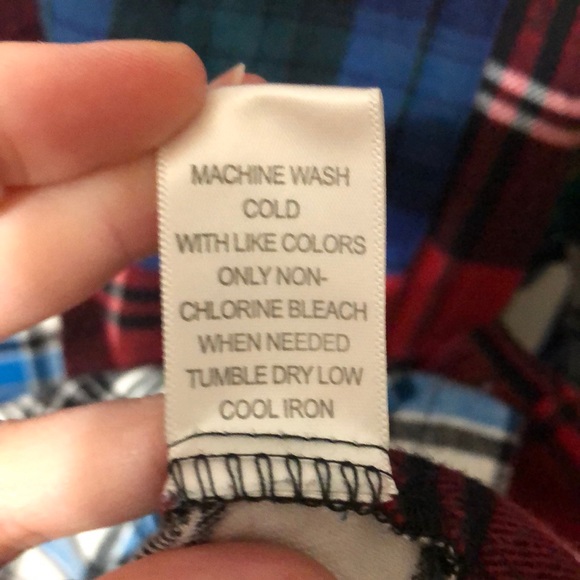 MACHINE WASH
COLD
WITH LIKE COLORS
ONLY NON-
CHLORINE BLEACH
WHEN NEEDED
TUMBLE DRY LOW
COOL IRON